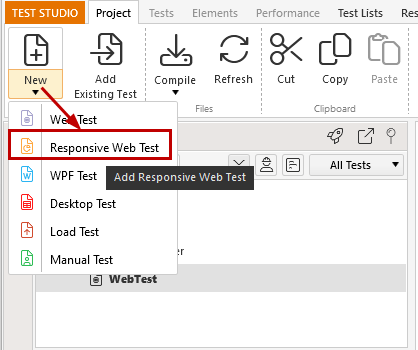 TEST STUDIO Project Tests Elements Performance Test Lists Res
New Add Existing Test Compile Refresh Cut Copy Paste
Files Clipboard
Web Test
Responsive Web Test
WPF Test
Add Responsive Web Test
All Tests
Desktop Test
Load Test
Manual Test
er
WebTest